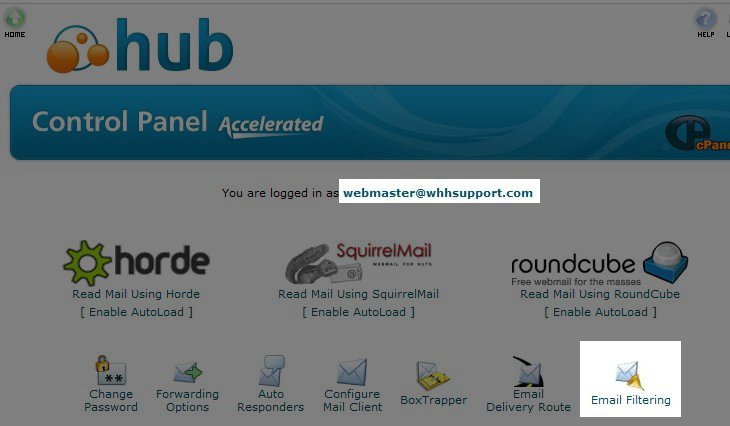 HOME
hub
HELP
Control Panel Accelerated
You are logged in as webmaster@whhsupport.com
horde
SquirrelMail
WEBMAIL FOR NUTS
roundcube
Free webmail for the masses
Read Mail Using Horde
Read Mail Using SquirrelMail
Read Mail Using RoundCube
[ Enable AutoLoad ]
[ Enable AutoLoad ]
[ Enable AutoLoad ]
Change
Password
Forwarding
Options
Auto
Responders
Configure
Mail Client
BoxTrapper
Email
Delivery Route
Email Filtering